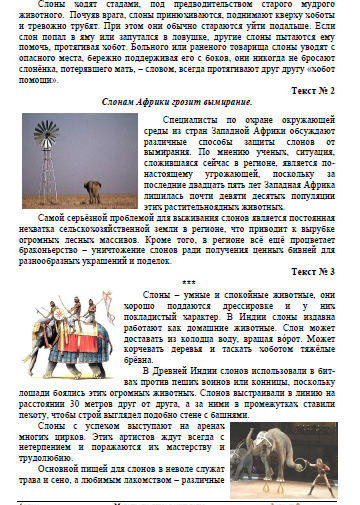 Слоны ходят стадами, под предводительством старого мудрого
животного. Почуяв врага, слоны принюхиваются, поднимают кверху хоботы
и тревожно трубят. При этом они обычно стараются уйти подальше. Если
слон попал в яму или запутался в ловушке, другие слоны пытаются ему
помочь, протягивая хобот. Больного или раненого товарища слоны уводят с
опасного места, бережно поддерживая его с боков, они никогда не бросают
слонёнка, потерявшего мать, – словом, всегда протягивают друг другу «хобот
помощи».
Текст № 2
Слонам Африки грозит вымирание.
Специалисты по охране окружающей
среды из стран Западной Африки обсуждают
различные способы защиты слонов от
вымирания. По мнению ученых, ситуация,
сложившаяся сейчас в регионе, является по-
настоящему угрожающей, поскольку за
последние двадцать пять лет Западная Африка
лишилась почти девяти десятых популяции
этих растительноядных животных.
Самой серьёзной проблемой для выживания слонов является постоянная
нехватка сельскохозяйственной земли в регионе, что приводит к вырубке
огромных лесных массивов. Кроме того, в регионе всё ещё процветает
браконьерство – уничтожение слонов ради получения ценных бивней для
разнообразных украшений и поделок.
Текст № 3
***
Слоны – умные и спокойные животные, они
хорошо поддаются дрессировке и у них
покладистый характер. В Индии слоны издавна
работают как домашние животные. Слон может
доставать из колодца воду, вращая во́рот. Может
корчевать деревья и таскать хоботом тяжёлые
брёвна.
В Древней Индии слонов использовали в бит-
вах против пеших воинов или конницы, поскольку
лошади боялись этих огромных животных. Слонов выстраивали в линию на
расстоянии 30 метров друг от друга, а за ними в промежутках ставили
пехоту, чтобы строй выглядел подобно стене с башнями.
Слоны с успехом выступают на аренах
многих цирков. Этих артистов ждут всегда с
нетерпением и поражаются их мастерству и
трудолюбию.
Основной пищей для слонов в неволе служат
трава и сено, а любимым лакомством – различные